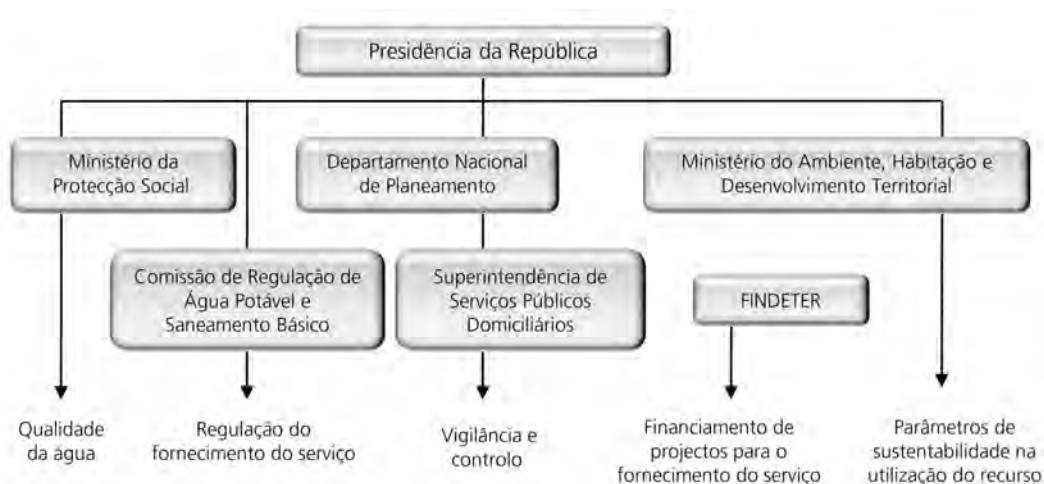 Presidência da República
Ministério da
Protecção Social
Departamento Nacional
de Planeamento
Ministério do Ambiente, Habitação e
Desenvolvimento Territorial
Comissão de Regulação de
Água Potável e
Saneamento Básico
Superintendência de
Serviços Públicos
Domiciliários
FINDETER
Qualidade
da água
Regulação do
fornecimento do serviço
Vigilância e
controlo
Financiamento de
projectos para o
fornecimento do serviço
Parâmetros de
sustentabilidade na
utilização do recurso